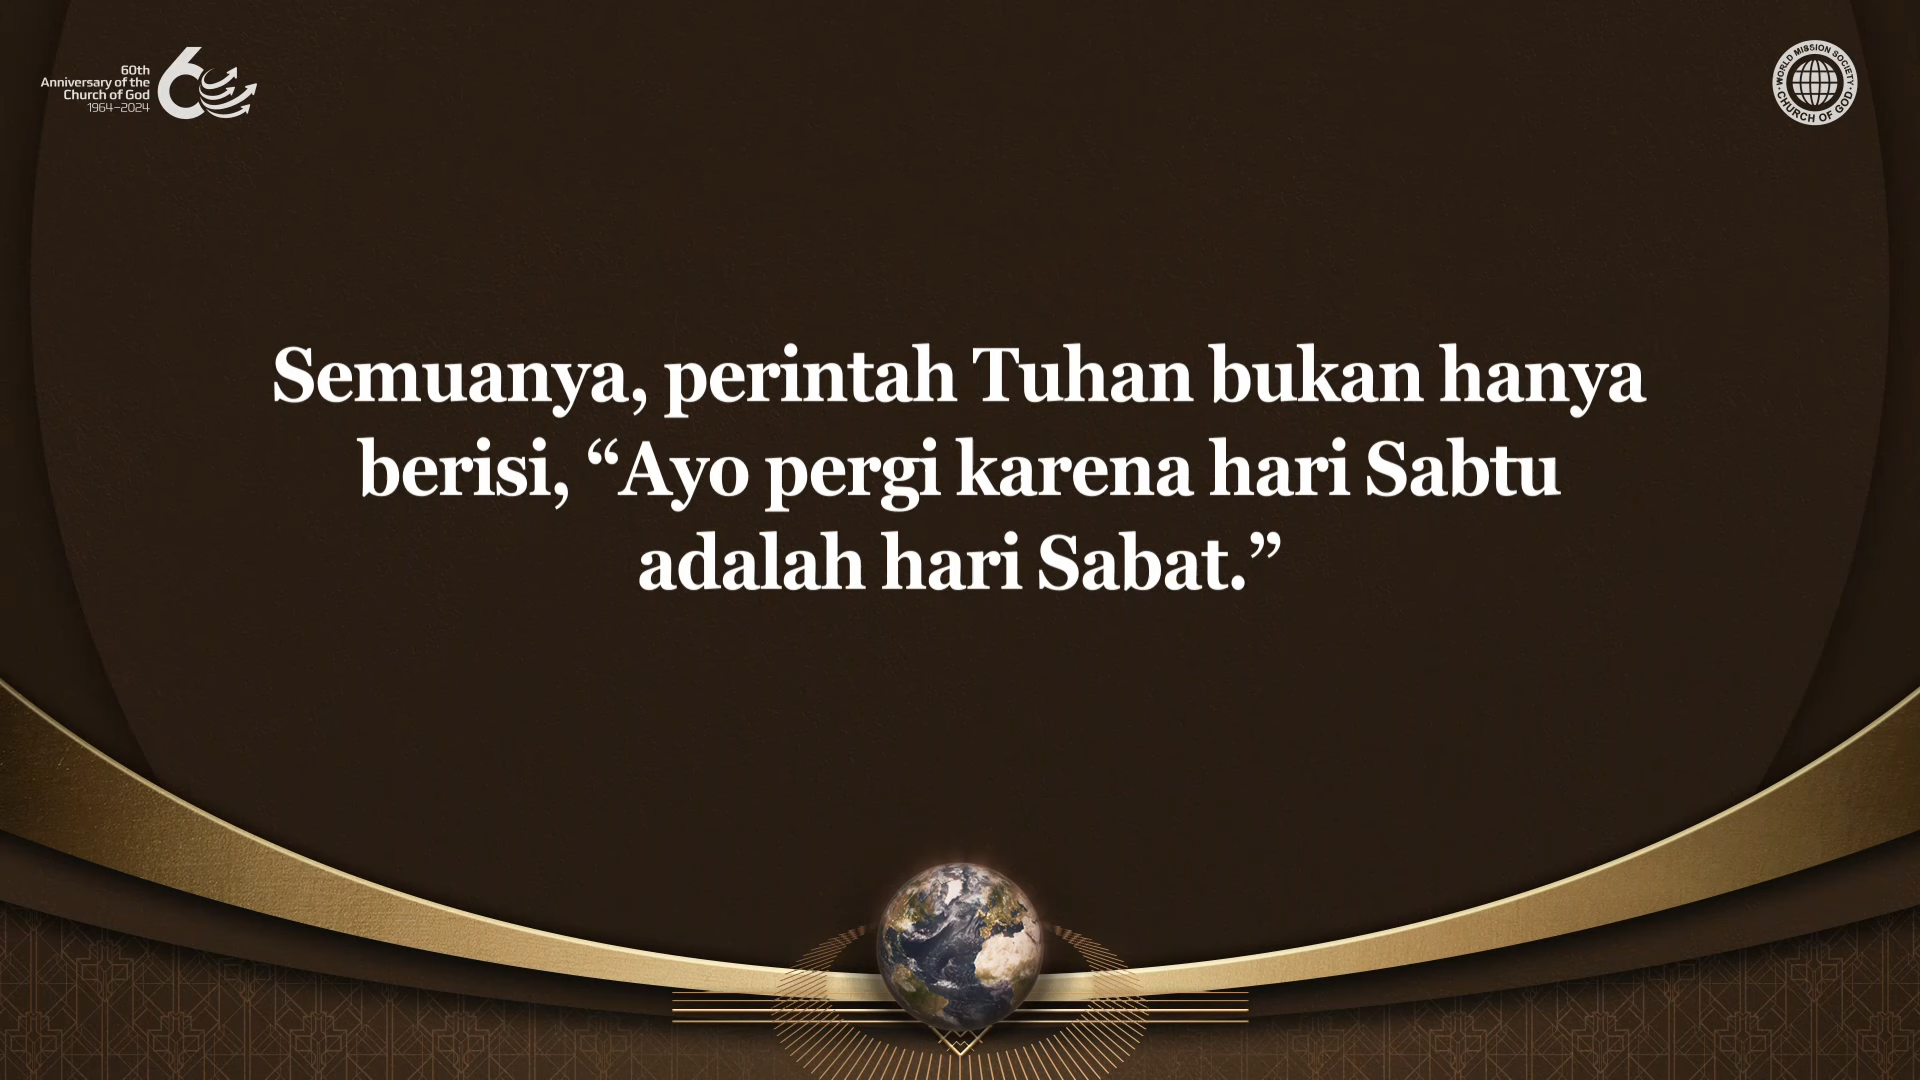 60th
Anniversary of the
Church of God
1964–2024
60
WORLD MISSION SOCIETY
CHURCH OF GOD
Semuanya, perintah Tuhan bukan hanya
berisi, “Ayo pergi karena hari Sabtu
adalah hari Sabat.”